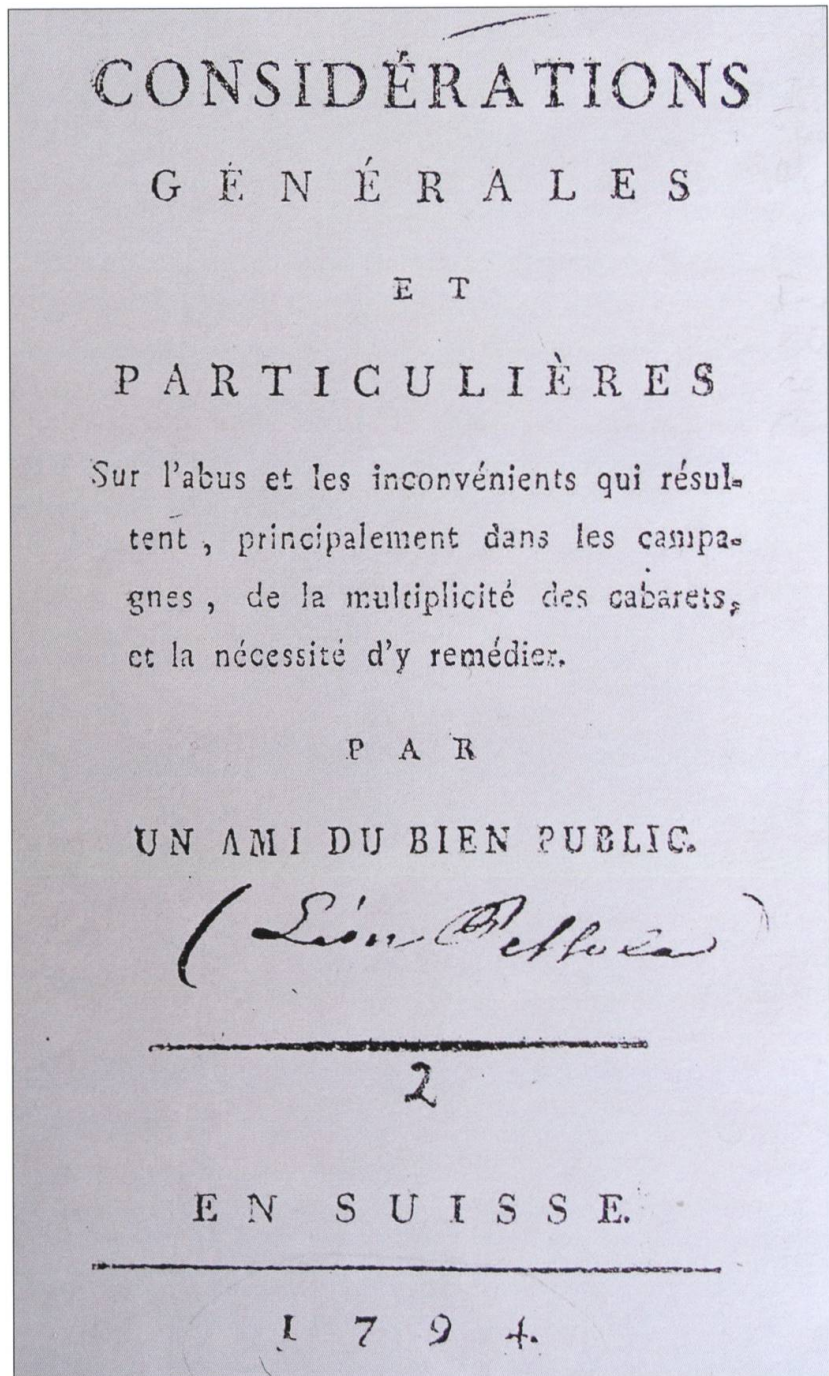 CONSIDÉRATIONS
GÉNÉRALES
ET
PARTICULIÈRES
Sur l'abus et les inconvénients qui résul-
tent, principalement dans les campa-
gnes, de la multiplicité des cabarets,
et la nécessité d'y remédier.
PAR
UN AMI DU BIEN PUBLIC.
(Léon
2
EN SUISSE.
1794.